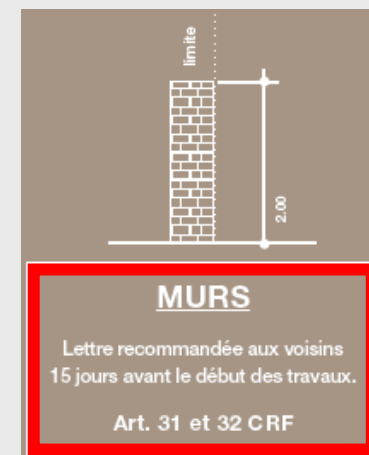 limite
2.00
MURS
Lettre recommandée aux voisins
15 jours avant le début des travaux.
Art. 31 et 32 CRF